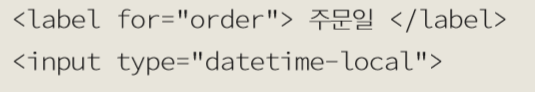 <label for="order"> 주문일 </label>
<input type="datetime-local">